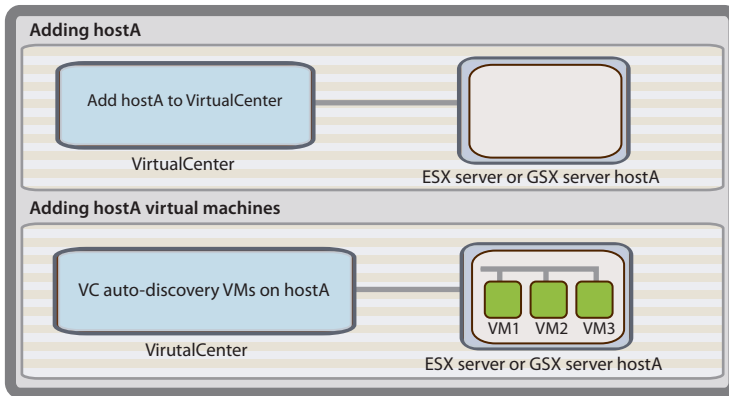 Adding hostA
Add hostA to VirtualCenter
VirtualCenter
ESX server or GSX server hostA
Adding hostA virtual machines
VC auto-discovery VMs on hostA
VM1 VM2 VM3
VirutalCenter
ESX server or GSX server hostA